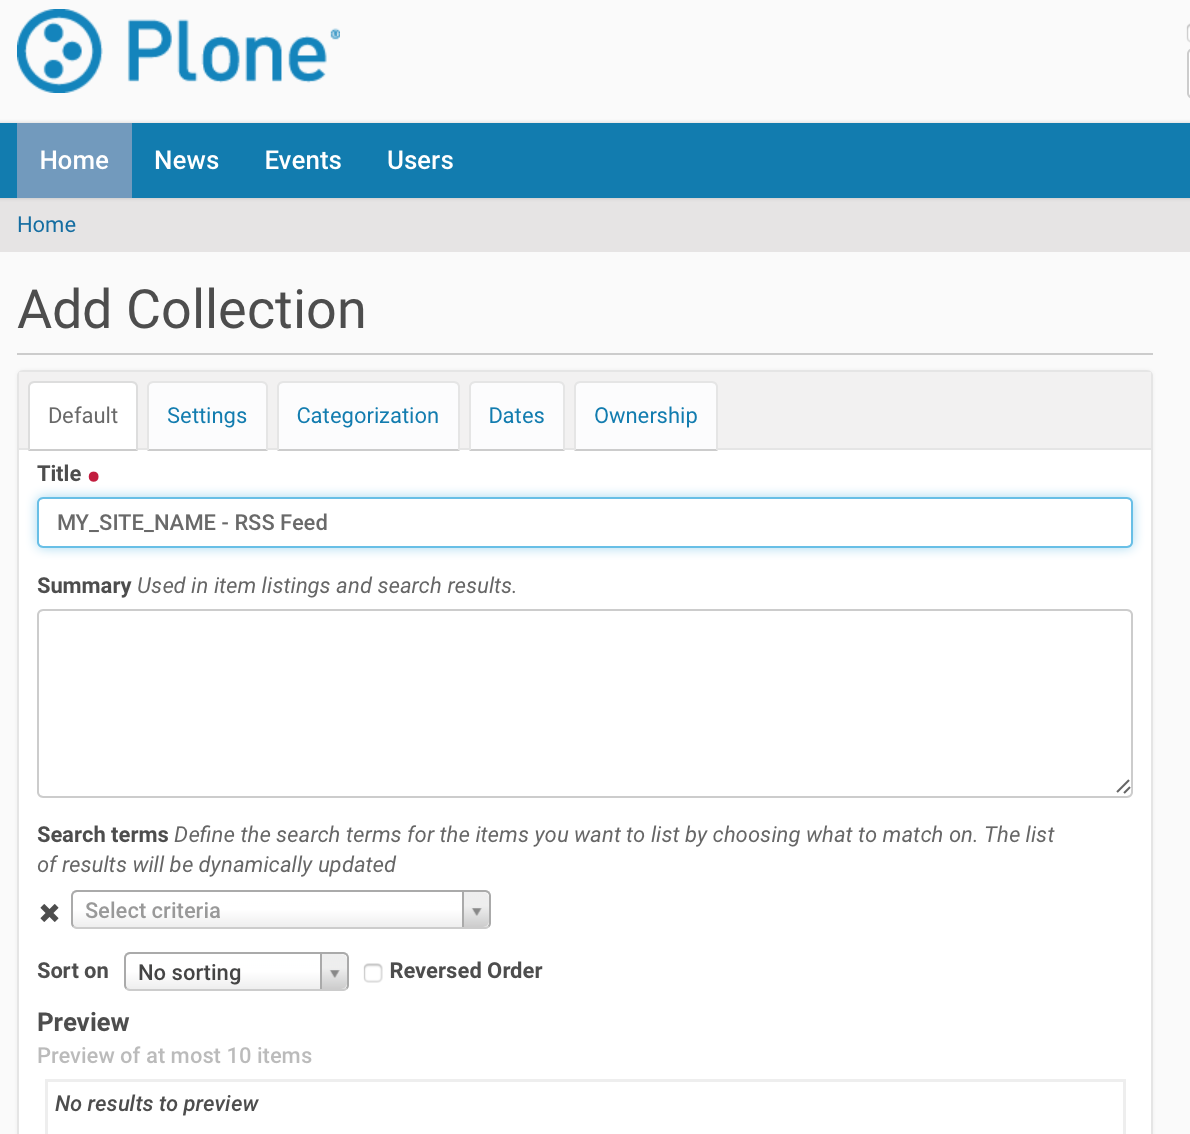 Plone®
Home News Events Users
Home
Add Collection
Default Settings Categorization Dates Ownership
Title
MY_SITE_NAME - RSS Feed
Summary Used in item listings and search results.
Search terms Define the search terms for the items you want to list by choosing what to match on. The list
of results will be dynamically updated
Select criteria
Sort on No sorting Reversed Order
Preview
Preview of at most 10 items
No results to preview